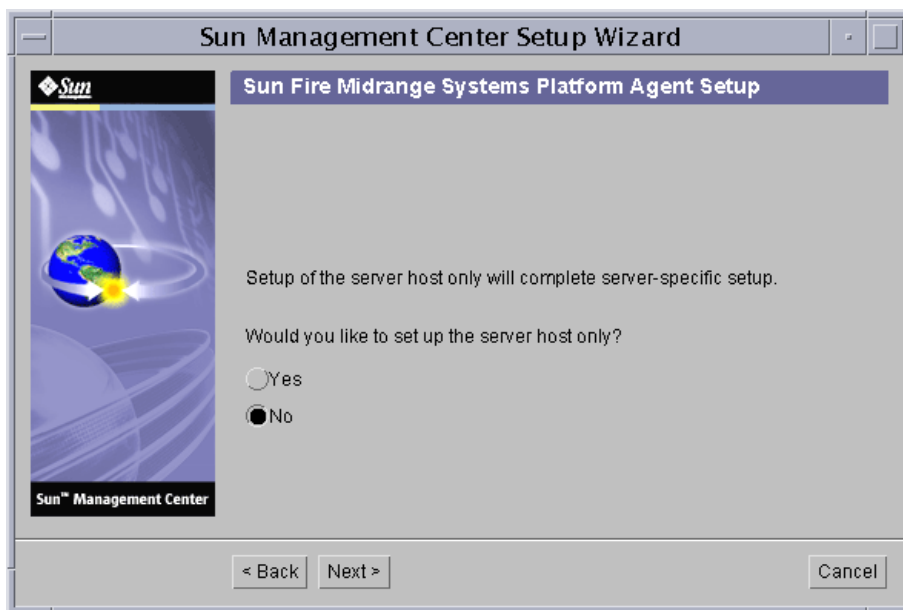 Sun Management Center Setup Wizard
Sun
Sun Fire Midrange Systems Platform Agent Setup
Setup of the server host only will complete server-specific setup.
Would you like to set up the server host only?
Yes
No
Sun™ Management Center
< Back
Next >
Cancel